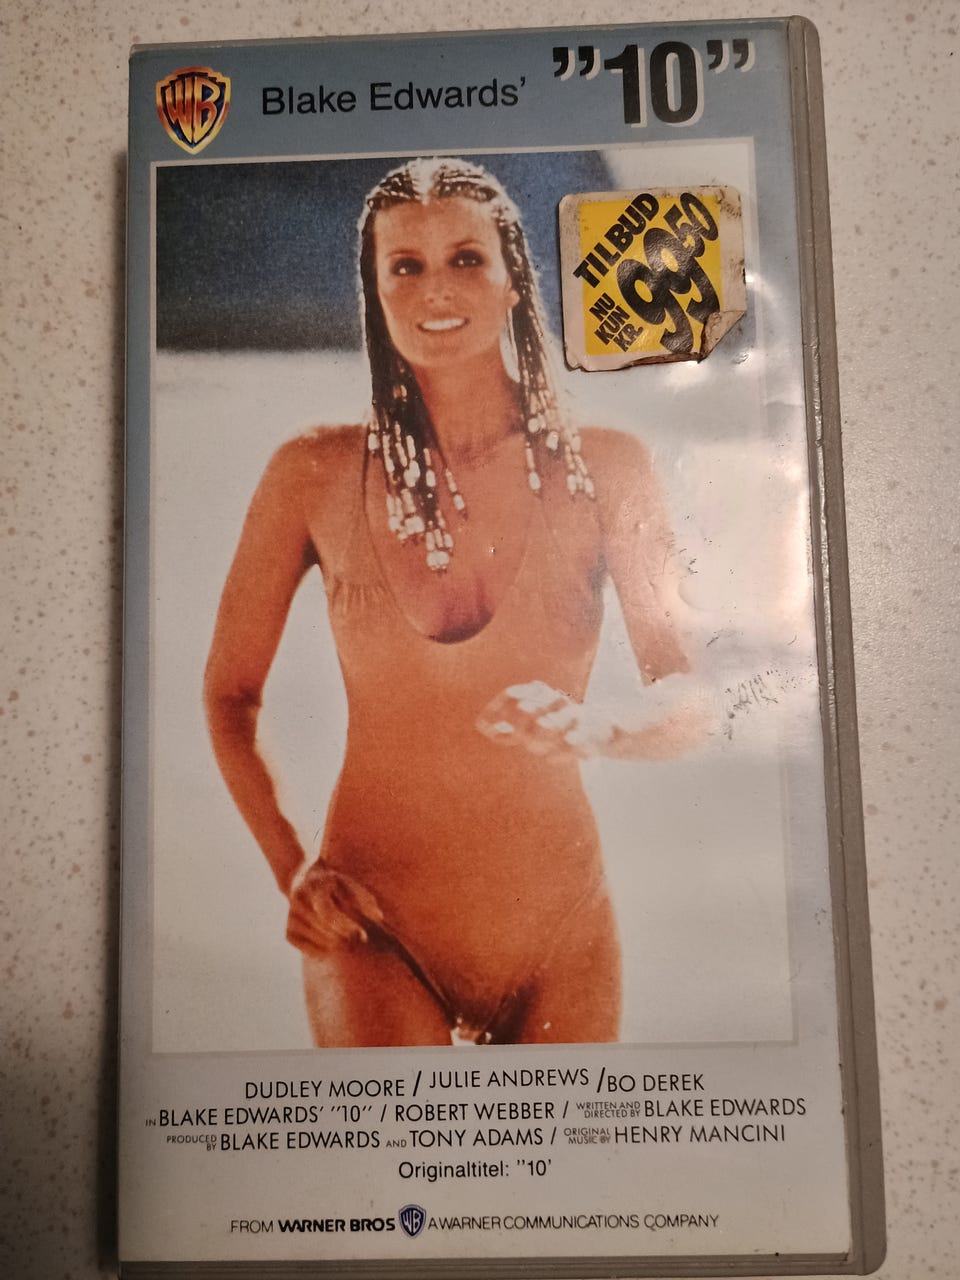 WB
Blake Edwards' "10"
TILBUD
NU KUN KR. 99.50
DUDLEY MOORE / JULIE ANDREWS / BO DEREK
IN BLAKE EDWARDS' "10" / ROBERT WEBBER / WRITTEN AND DIRECTED BY BLAKE EDWARDS
PRODUCED BY BLAKE EDWARDS AND TONY ADAMS / ORIGINAL MUSIC BY HENRY MANCINI
Originaltitel: "10'
FROM WARNER BROS WB A WARNER COMMUNICATIONS COMPANY